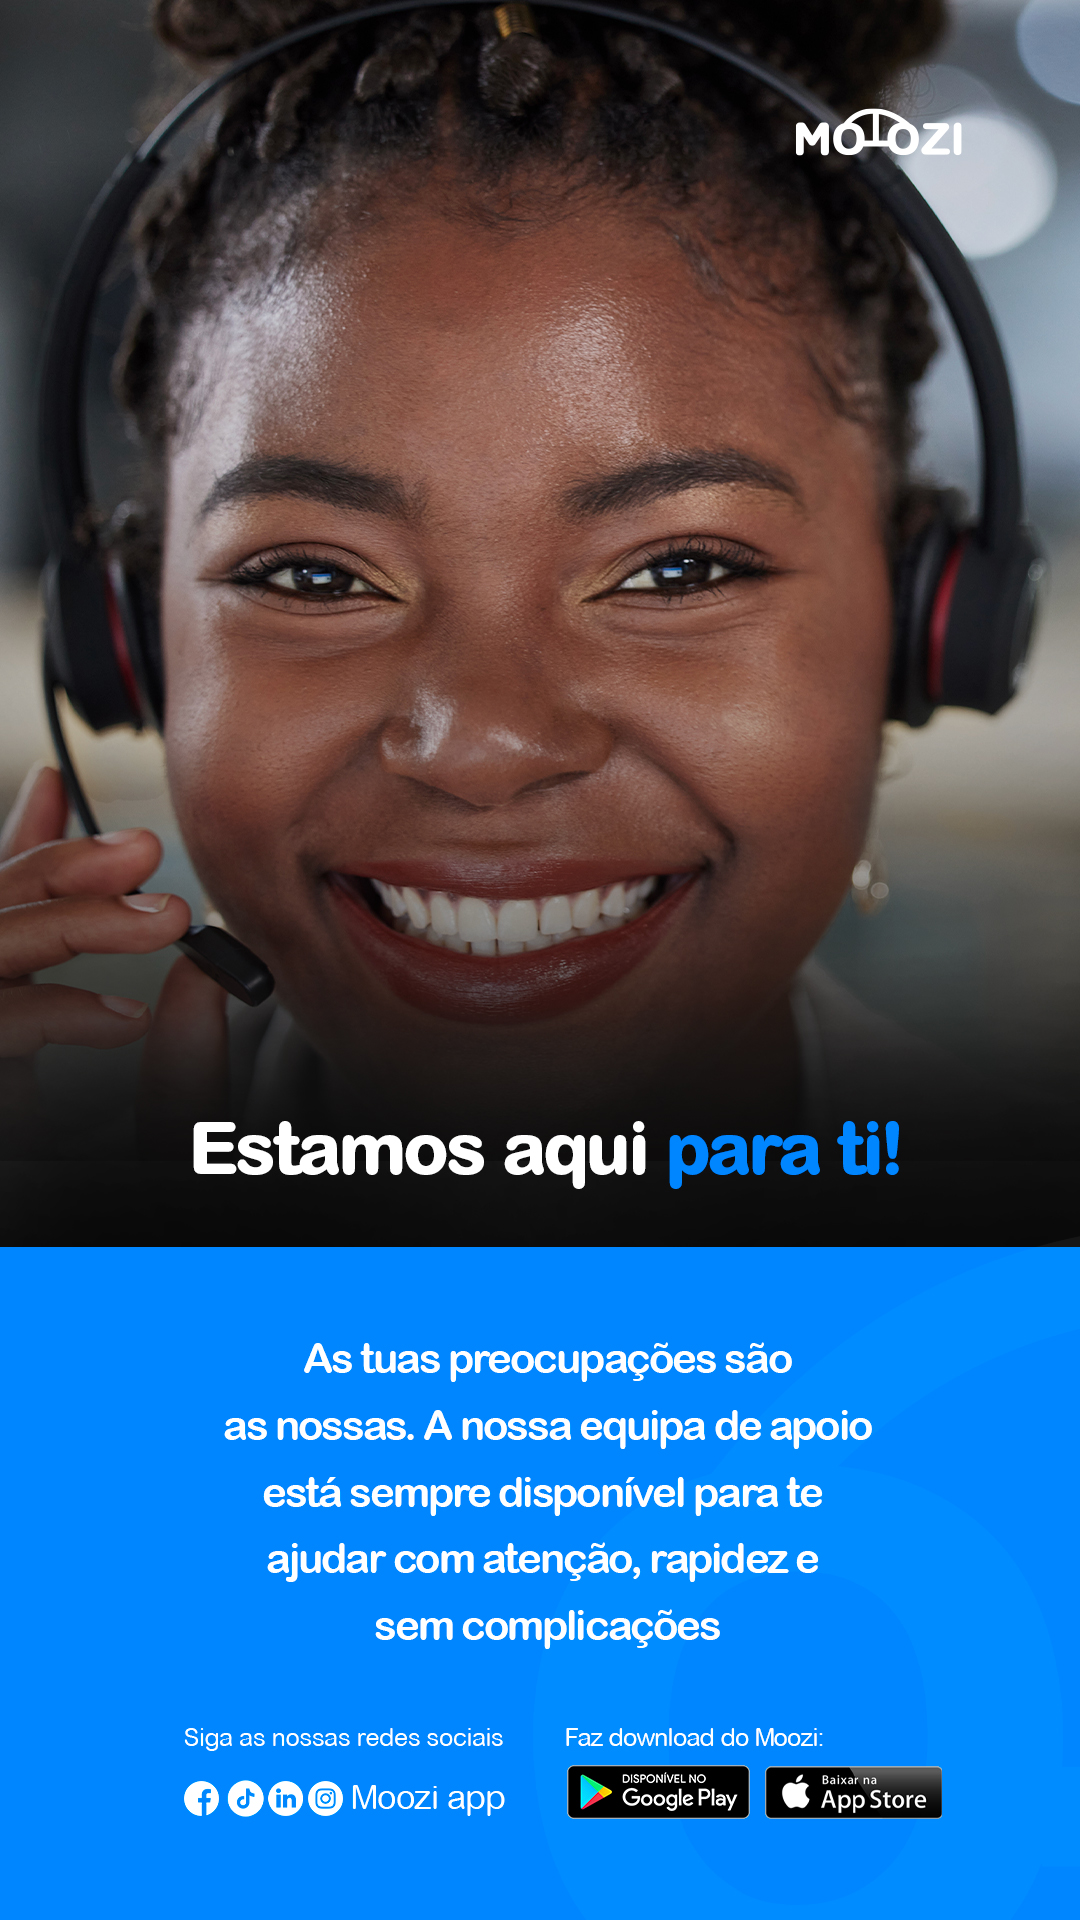 MOOZI
Estamos aqui para ti!
As tuas preocupações são
as nossas. A nossa equipa de apoio
está sempre disponível para te
ajudar com atenção, rapidez e
sem complicações
Siga as nossas redes sociais
Moozi app
Faz download do Moozi:
DISPONÍVEL NO
Google Play
Baixar na
App Store